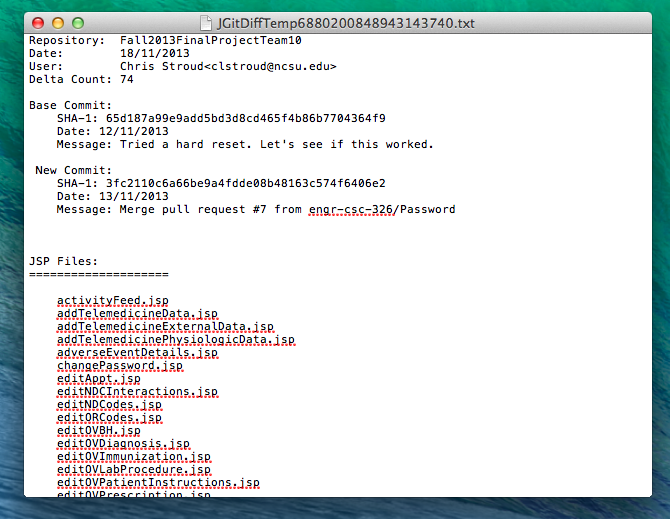 JGitDiffTemp6880200848943143740.txt
Repository:  Fall2013FinalProjectTeam10
Date:        18/11/2013
User:        Chris Stroud<clstroud@ncsu.edu>
Delta Count: 74
Base Commit:
SHA-1: 65d187a99e9add5bd3d8cd465f4b86b7704364f9
Date: 12/11/2013
Message: Tried a hard reset. Let's see if this worked.
New Commit:
SHA-1: 3fc2110c6a66be9a4fdde08b48163c574f6406e2
Date: 13/11/2013
Message: Merge pull request #7 from engr-csc-326/Password
JSP Files:
====================
activityFeed.jsp
addTelemedicineData.jsp
addTelemedicineExternalData.jsp
addTelemedicinePhysiologicData.jsp
adverseEventDetails.jsp
changePassword.jsp
editAppt.jsp
editNDCInteractions.jsp
editNDCodes.jsp
editORCodes.jsp
editOVBH.jsp
editOVDiagnosis.jsp
editOVImmunization.jsp
editOVLabProcedure.jsp
editOVPatientInstructions.jsp
editOVPrescription.jsp